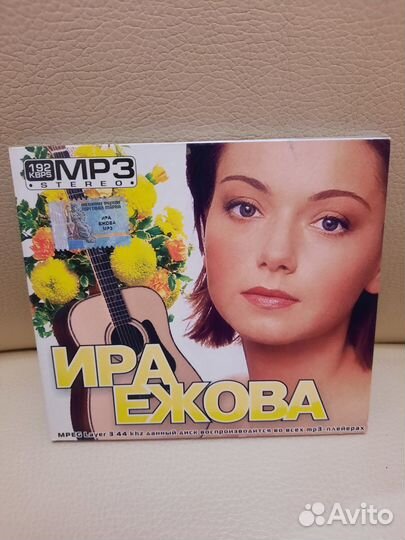 192
KBPS
MP3
STEREO
ИРА
ЕЖОВА
MP3
ИРА
ЕЖОВА
MPEG Layer 3 44 khz данный диск воспроизводится во всех mp3-плейерах
Avito